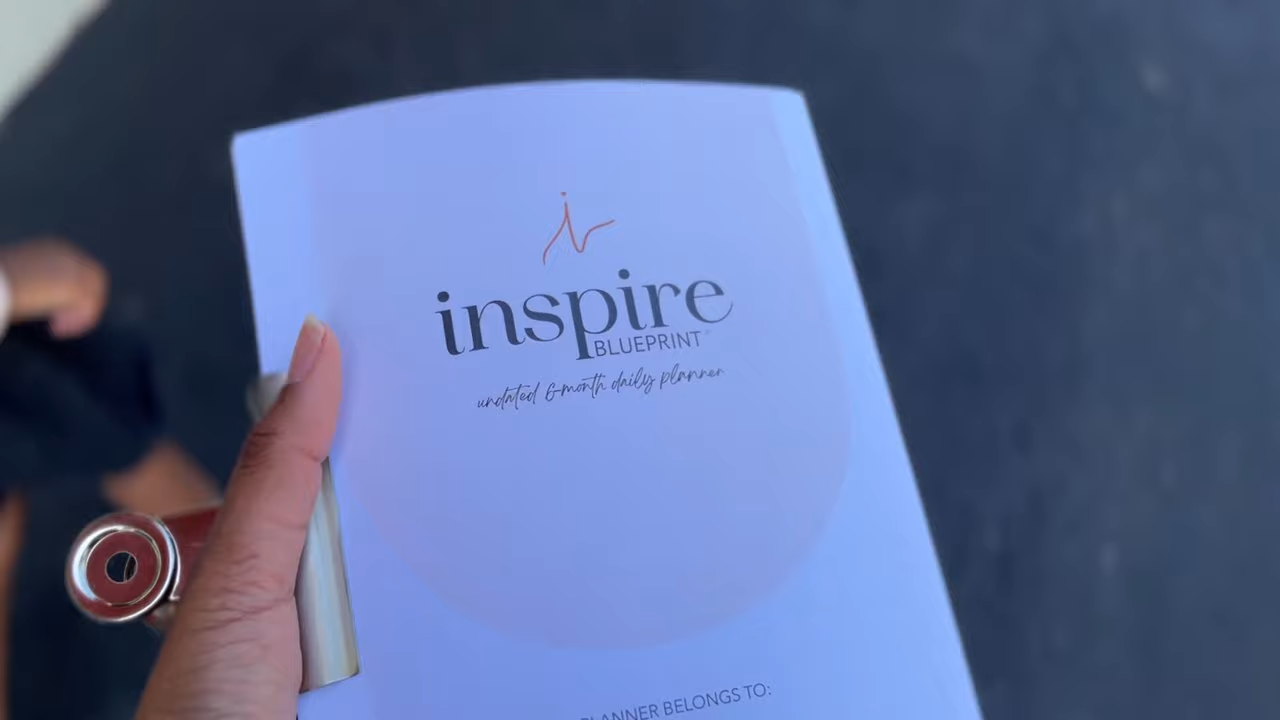 inspire
BLUEPRINT
undated 6-month daily planner
PLANNER BELONGS TO: